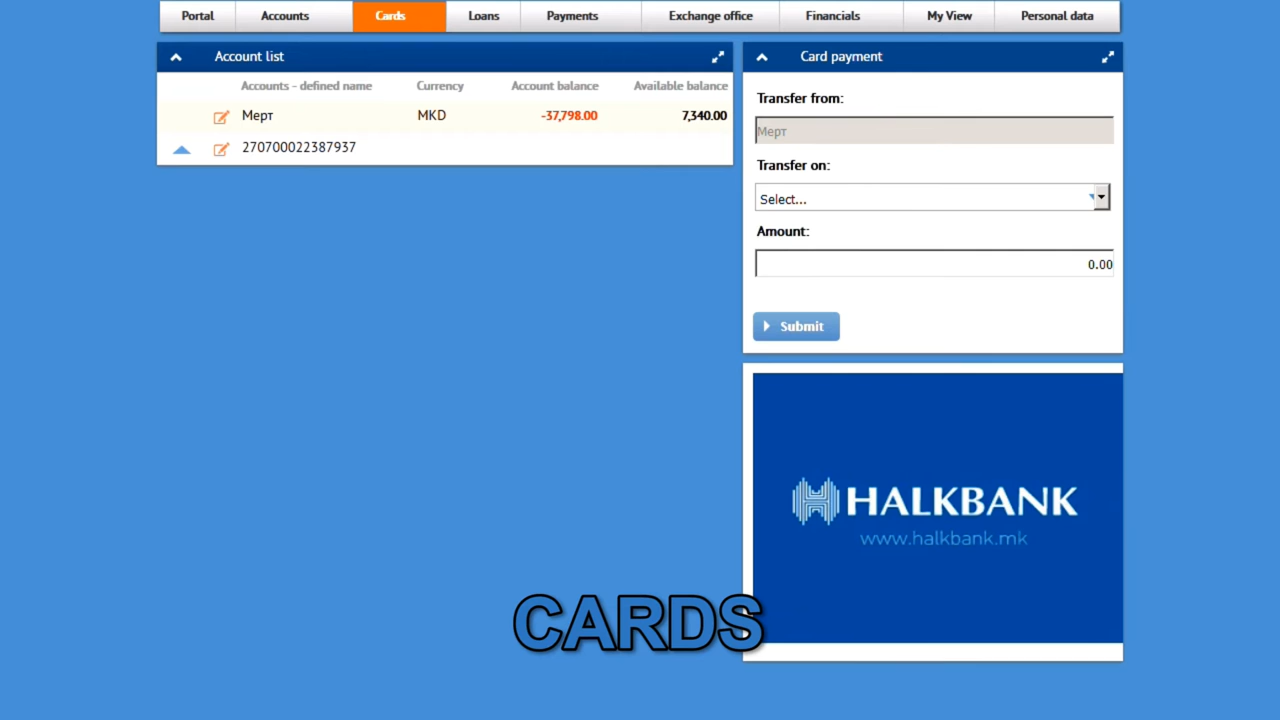 Portal Accounts Cards Loans Payments Exchange office Financials My View Personal data
Account list
Accounts - defined name Currency Account balance Available balance
Мерт MKD -37,798.00 7,340.00
270700022387937
Card payment
Transfer from:
Мерт
Transfer on:
Select...
Amount:
0.00
Submit
HALKBANK
www.halkbank.mk
CARDS